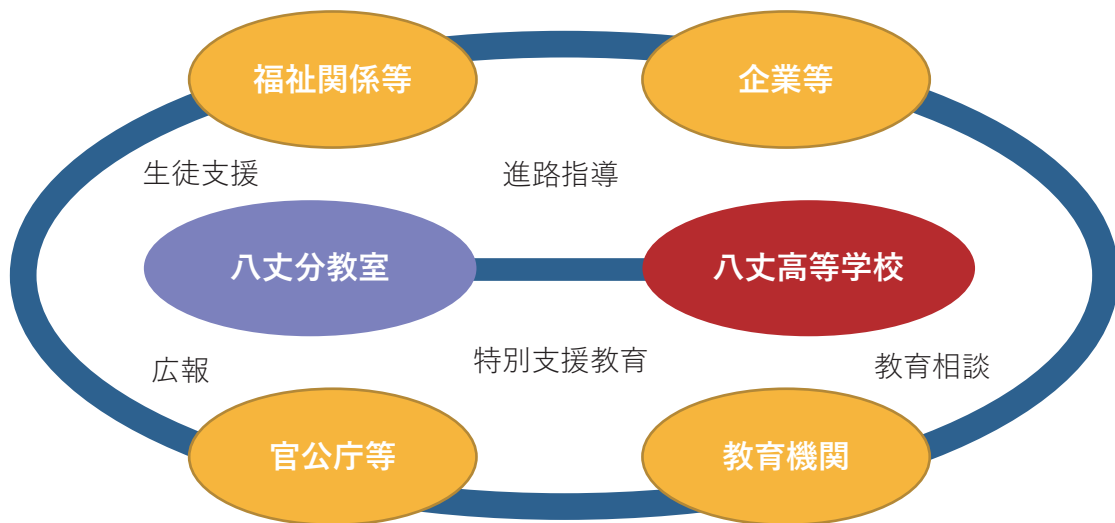 福祉関係等
企業等
生徒支援
進路指導
八丈分教室
八丈高等学校
広報
特別支援教育
教育相談
官公庁等
教育機関